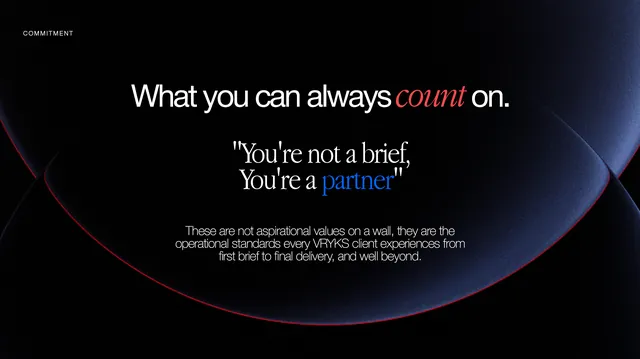 COMMITMENT
What you can always count on.
"You're not a brief,
You're a partner"
These are not aspirational values on a wall, they are the
operational standards every VRYKS client experiences from
first brief to final delivery, and well beyond.